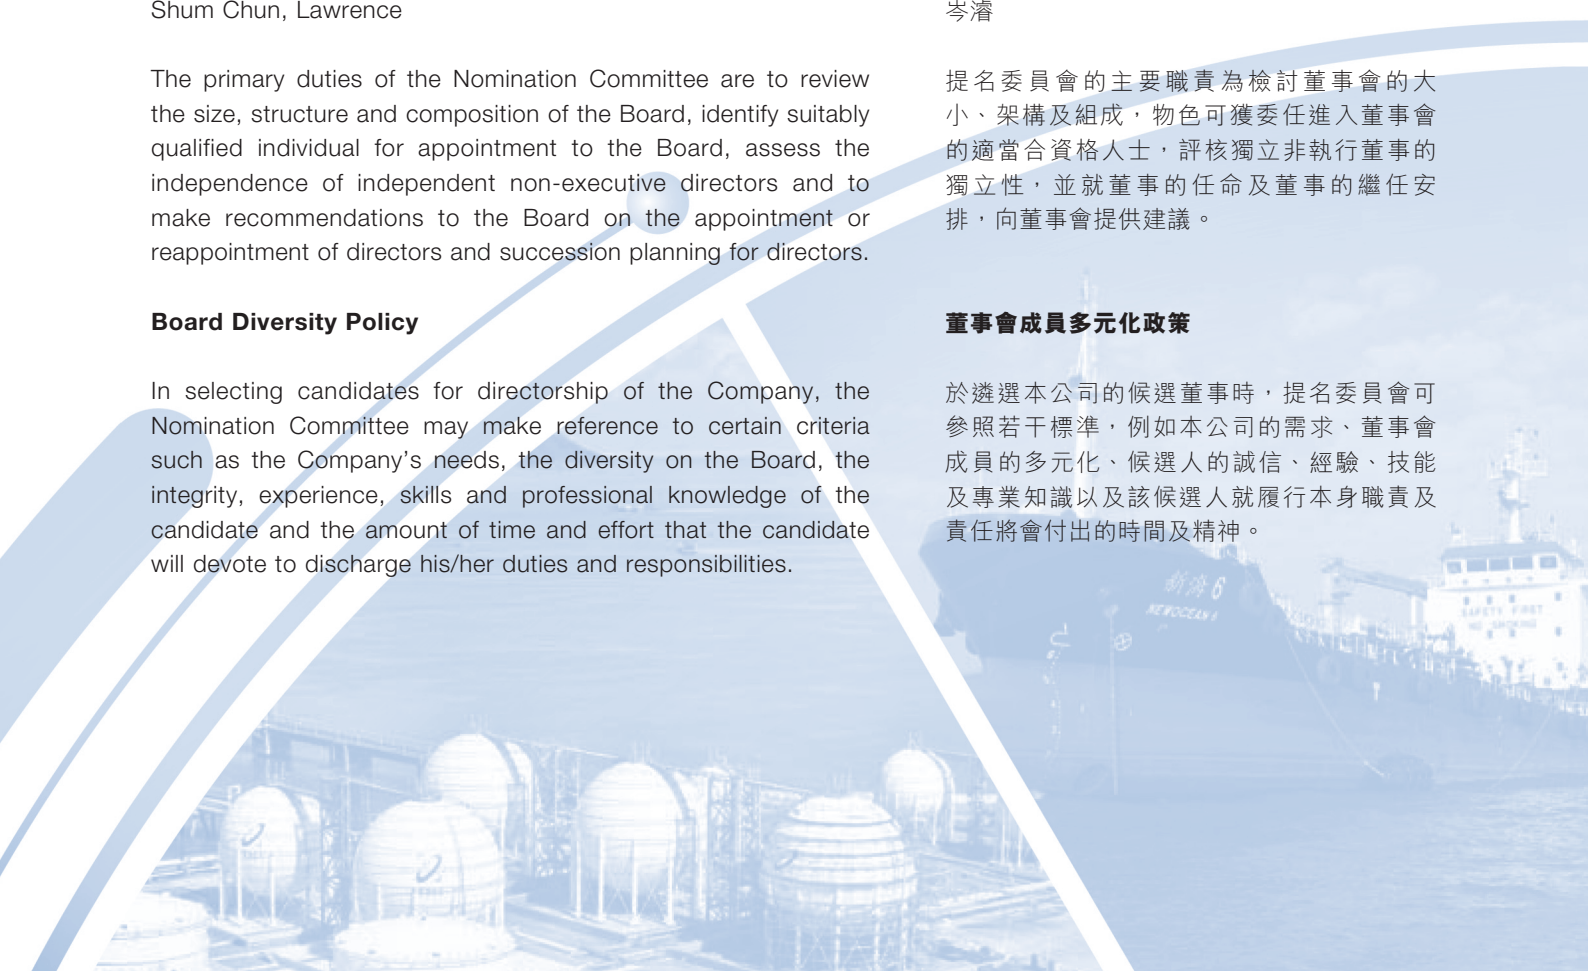 Shum Chun, Lawrence
The primary duties of the Nomination Committee are to review
the size, structure and composition of the Board, identify suitably
qualified individual for appointment to the Board, assess the
independence of independent non-executive directors and to
make recommendations to the Board on the appointment or
reappointment of directors and succession planning for directors.
Board Diversity Policy
In selecting candidates for directorship of the Company, the
Nomination Committee may make reference to certain criteria
such as the Company’s needs, the diversity on the Board, the
integrity, experience, skills and professional knowledge of the
candidate and the amount of time and effort that the candidate
will devote to discharge his/her duties and responsibilities.
岑濬
提名委員會的主要職責為檢討董事會的大
小、架構及組成，物色可獲委任進入董事會
的適當合資格人士，評核獨立非執行董事的
獨立性，並就董事的任命及董事的繼任安
排，向董事會提供建議。
董事會成員多元化政策
於遴選本公司的候選董事時，提名委員會可
參照若干標準，例如本公司的需求、董事會
成員的多元化、候選人的誠信、經驗、技能
及專業知識以及該候選人就履行本身職責及
責任將會付出的時間及精神。
新濟 6
NEWOCEAN 6
SAFETY FIRST
NO SMOKING